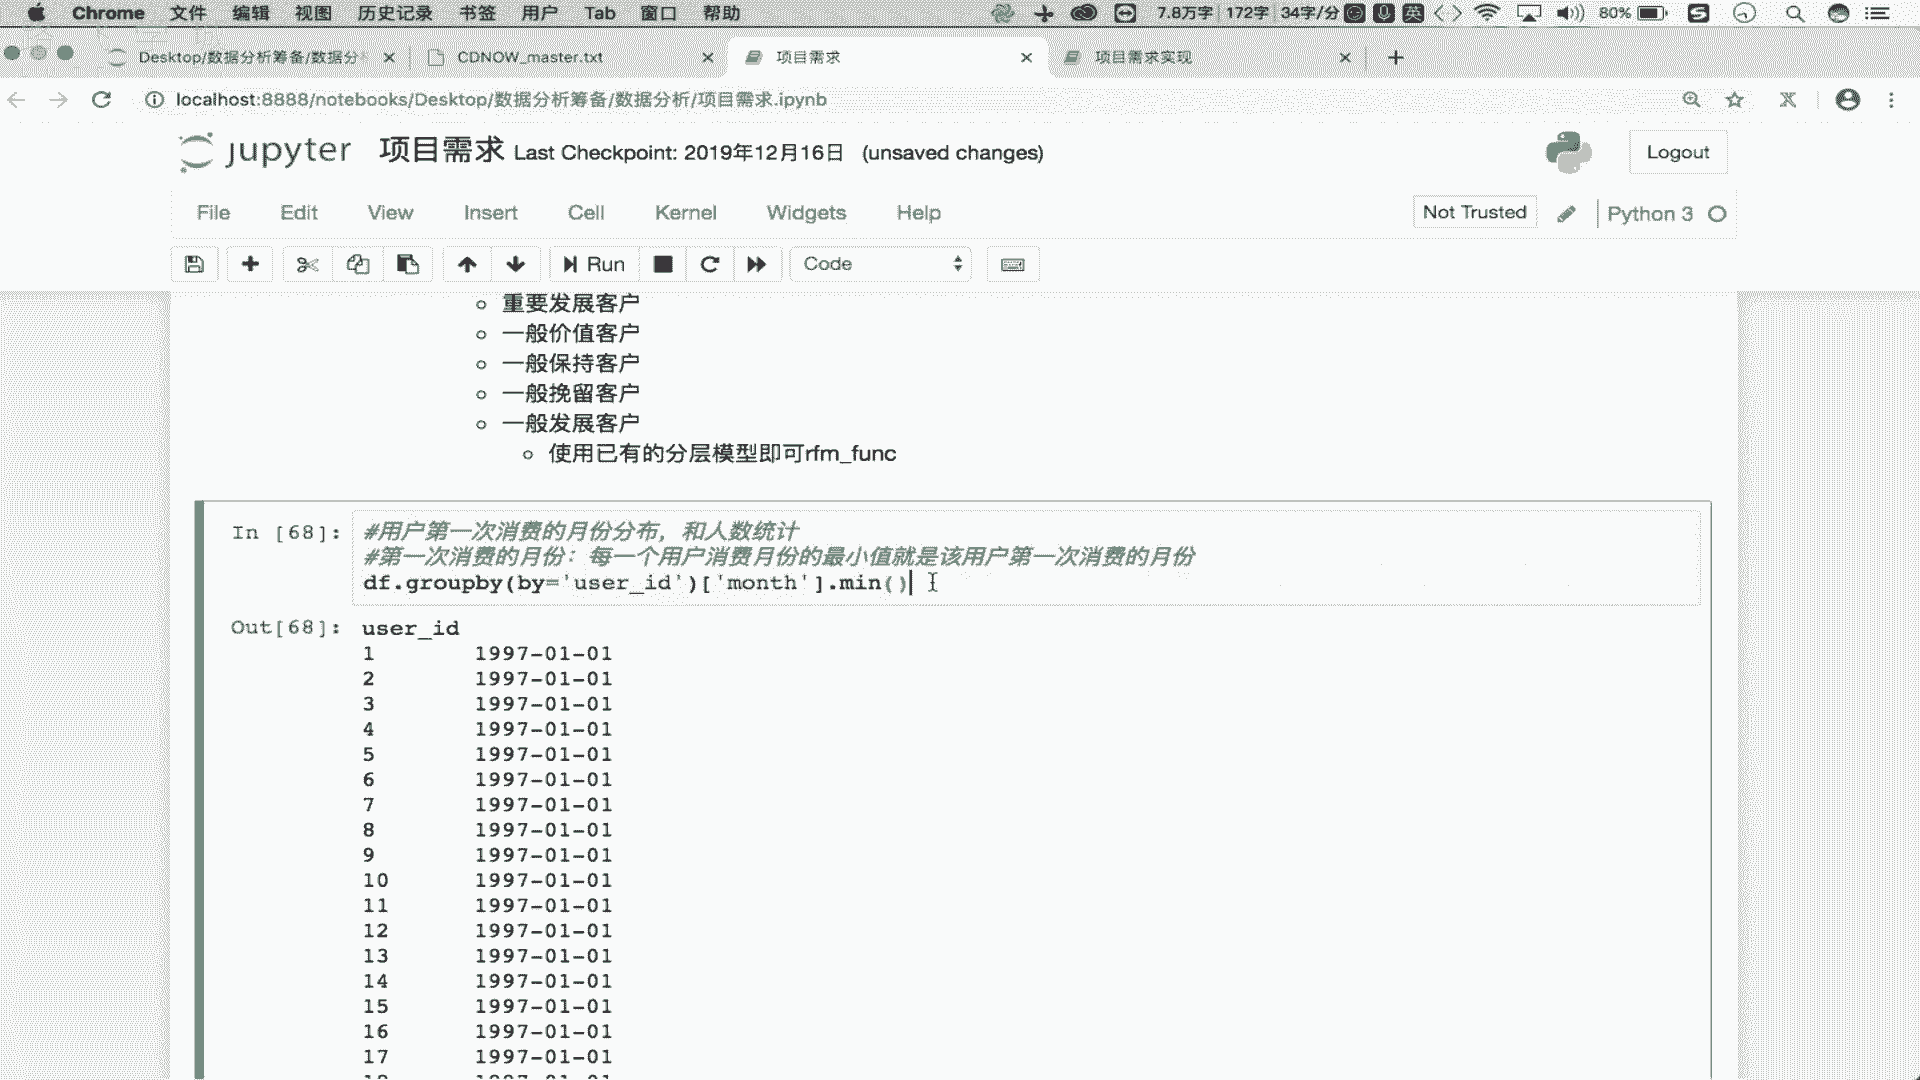 Chrome 文件 编辑 视图 历史记录 书签 用户 Tab 窗口 帮助 7.8万字 172字 34字/分 英 80%
Desktop/数据分析筹备/数据分 CDNOW_master.txt 项目需求 项目需求实现
localhost:8888/notebooks/Desktop/数据分析筹备/数据分析/项目需求.ipynb
jupyter 项目需求 Last Checkpoint: 2019年12月16日 (unsaved changes) Logout
File Edit View Insert Cell Kernel Widgets Help Not Trusted Python 3
Run Code
重要发展客户
一般价值客户
一般保持客户
一般挽留客户
一般发展客户
使用已有的分层模型即可rfm_func
In [68]: #用户第一次消费的月份分布，和人数统计
#第一次消费的月份：每一个用户消费月份的最小值就是该用户第一次消费的月份
df.groupby(by='user_id')['month'].min()
Out[68]: user_id
1 1997-01-01
2 1997-01-01
3 1997-01-01
4 1997-01-01
5 1997-01-01
6 1997-01-01
7 1997-01-01
8 1997-01-01
9 1997-01-01
10 1997-01-01
11 1997-01-01
12 1997-01-01
13 1997-01-01
14 1997-01-01
15 1997-01-01
16 1997-01-01
17 1997-01-01